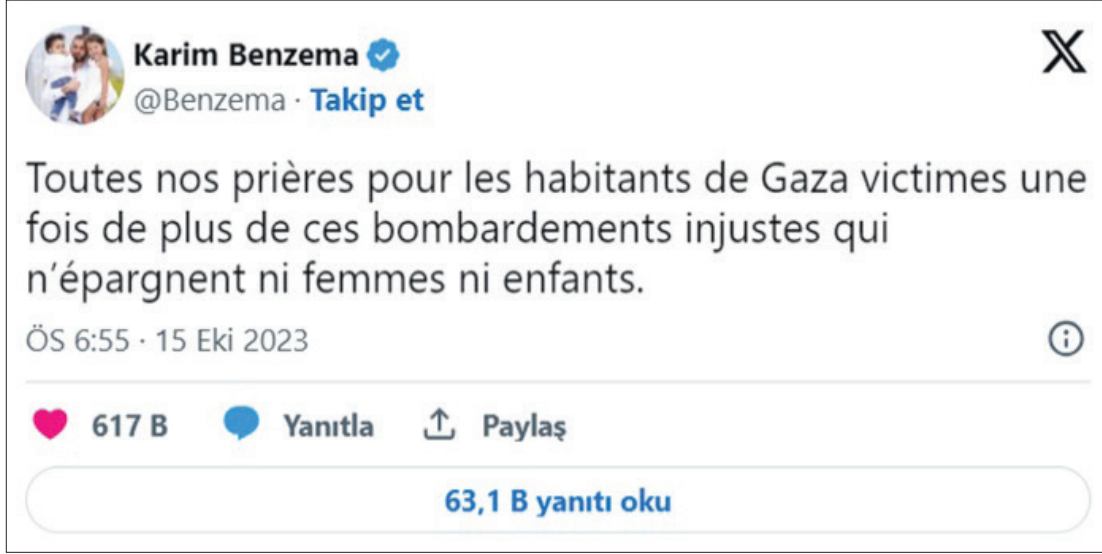 Karim Benzema
@Benzema · Takip et
Toutes nos prières pour les habitants de Gaza victimes une
fois de plus de ces bombardements injustes qui
n’épargnent ni femmes ni enfants.
ÖS 6:55 · 15 Eki 2023
617 B Yanıtla Paylaş
63,1 B yanıtı oku